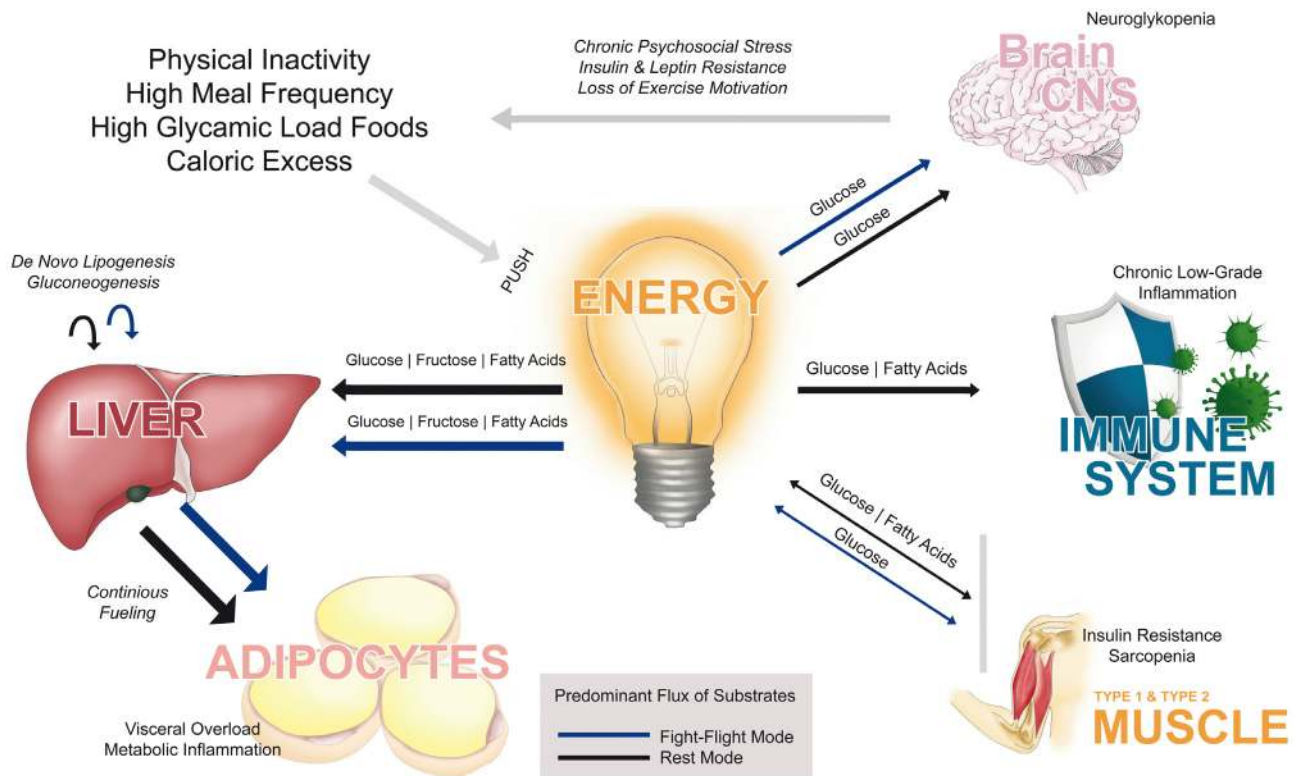 Neuroglykopenia
Brain
CNS
Chronic Psychosocial Stress
Insulin & Leptin Resistance
Loss of Exercise Motivation
Physical Inactivity
High Meal Frequency
High Glycamic Load Foods
Caloric Excess
PUSH
ENERGY
Glucose
Glucose
De Novo Lipogenesis
Gluconeogenesis
LIVER
Glucose | Fructose | Fatty Acids
Glucose | Fructose | Fatty Acids
Glucose | Fatty Acids
Chronic Low-Grade
Inflammation
IMMUNE
SYSTEM
Glucose | Fatty Acids
Glucose
Continious
Fueling
ADIPOCYTES
Visceral Overload
Metabolic Inflammation
Insulin Resistance
Sarcopenia
TYPE 1 & TYPE 2
MUSCLE
Predominant Flux of Substrates
Fight-Flight Mode
Rest Mode